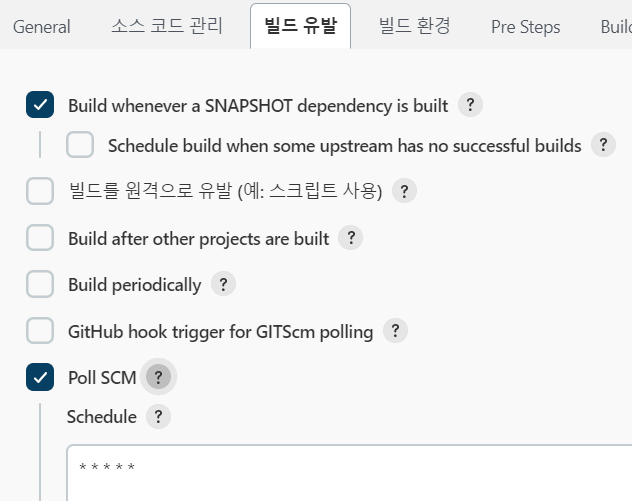 General 소스 코드 관리 빌드 유발 빌드 환경 Pre Steps Build
Build whenever a SNAPSHOT dependency is built ?
Schedule build when some upstream has no successful builds ?
빌드를 원격으로 유발 (예: 스크립트 사용) ?
Build after other projects are built ?
Build periodically ?
GitHub hook trigger for GITScm polling ?
Poll SCM ?
Schedule ?
* * * * *